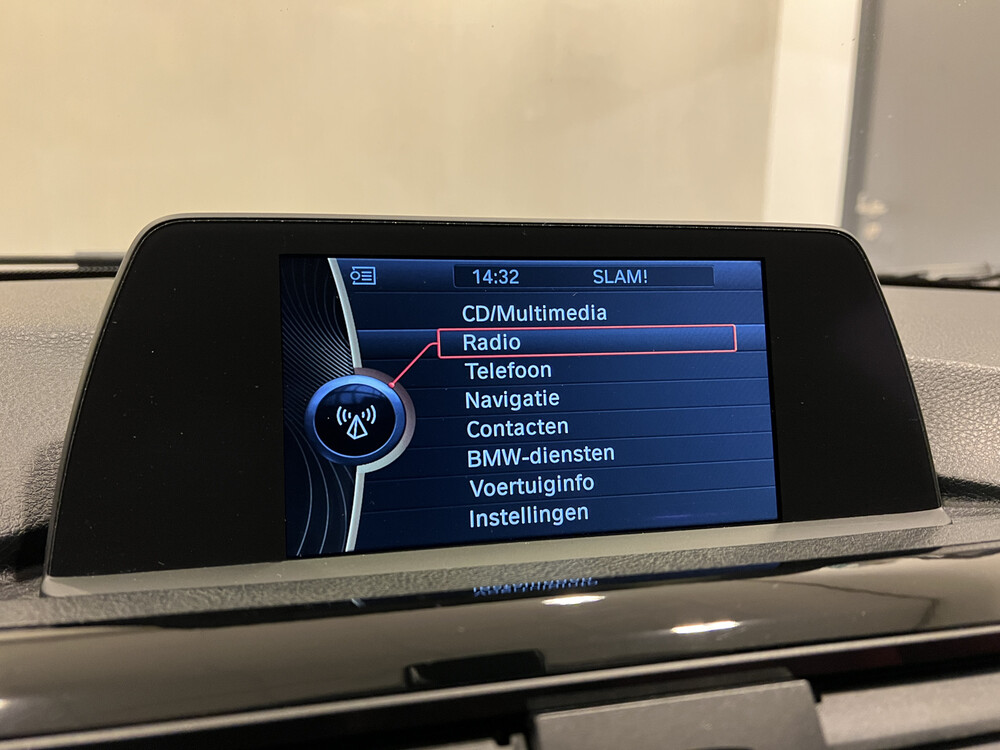 14:32 SLAM!
CD/Multimedia
Radio
Telefoon
Navigatie
Contacten
BMW-diensten
Voertuiginfo
Instellingen